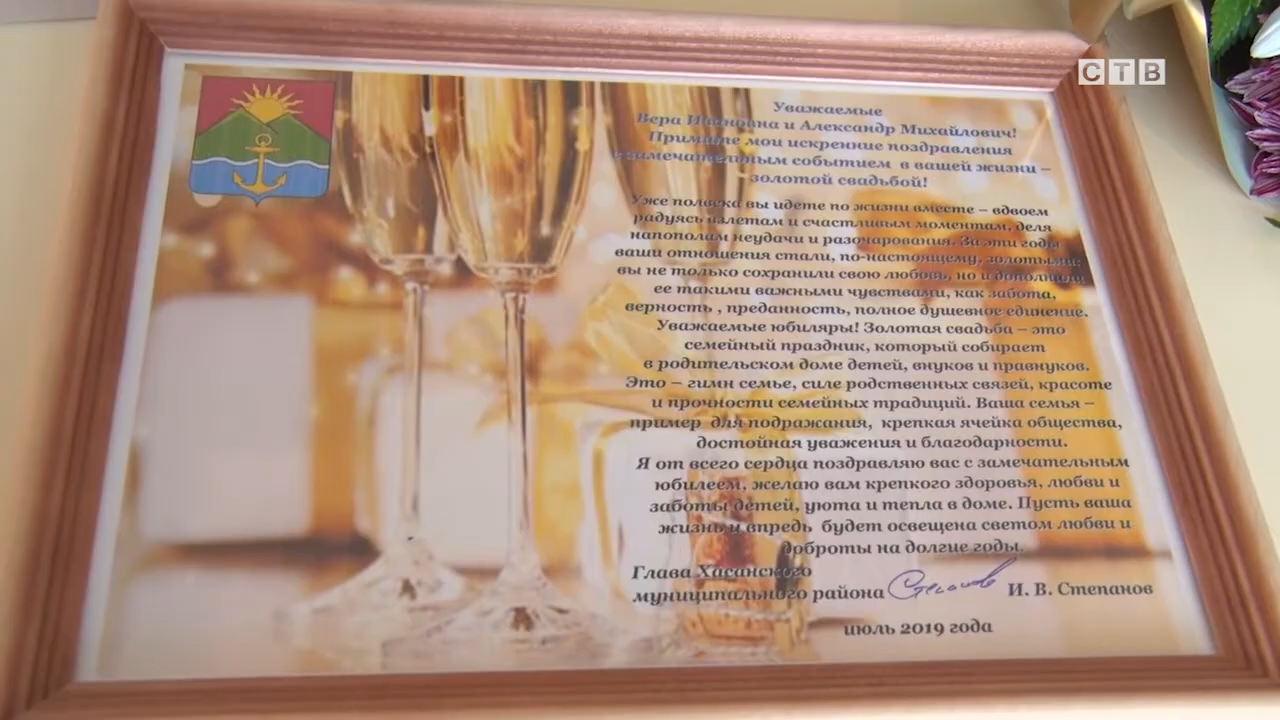 СТВ
Уважаемые
Вера Ивановна и Александр Михайлович!
Примите мои искренние поздравления
с замечательным событием в вашей жизни –
золотой свадьбой!
Уже полвека вы идете по жизни вместе – вдвоем
радуясь взлетам и счастливым моментам, деля
напополам неудачи и разочарования. За эти годы
ваши отношения стали, по-настоящему, золотыми:
вы не только сохранили свою любовь, но и дополнили
ее такими важными чувствами, как забота,
верность , преданность, полное душевное единение.
Уважаемые юбиляры! Золотая свадьба – это
семейный праздник, который собирает
в родительском доме детей, внуков и правнуков.
Это – гимн семье, силе родственных связей, красоте
и прочности семейных традиций. Ваша семья –
пример для подражания, крепкая ячейка общества,
достойная уважения и благодарности.
Я от всего сердца поздравляю вас с замечательным
юбилеем, желаю вам крепкого здоровья, любви и
заботы детей, уюта и тепла в доме. Пусть ваша
жизнь и впредь будет освещена светом любви и
доброты на долгие годы.
Глава Хасанского
муниципального района Степанов И. В. Степанов
июль 2019 года